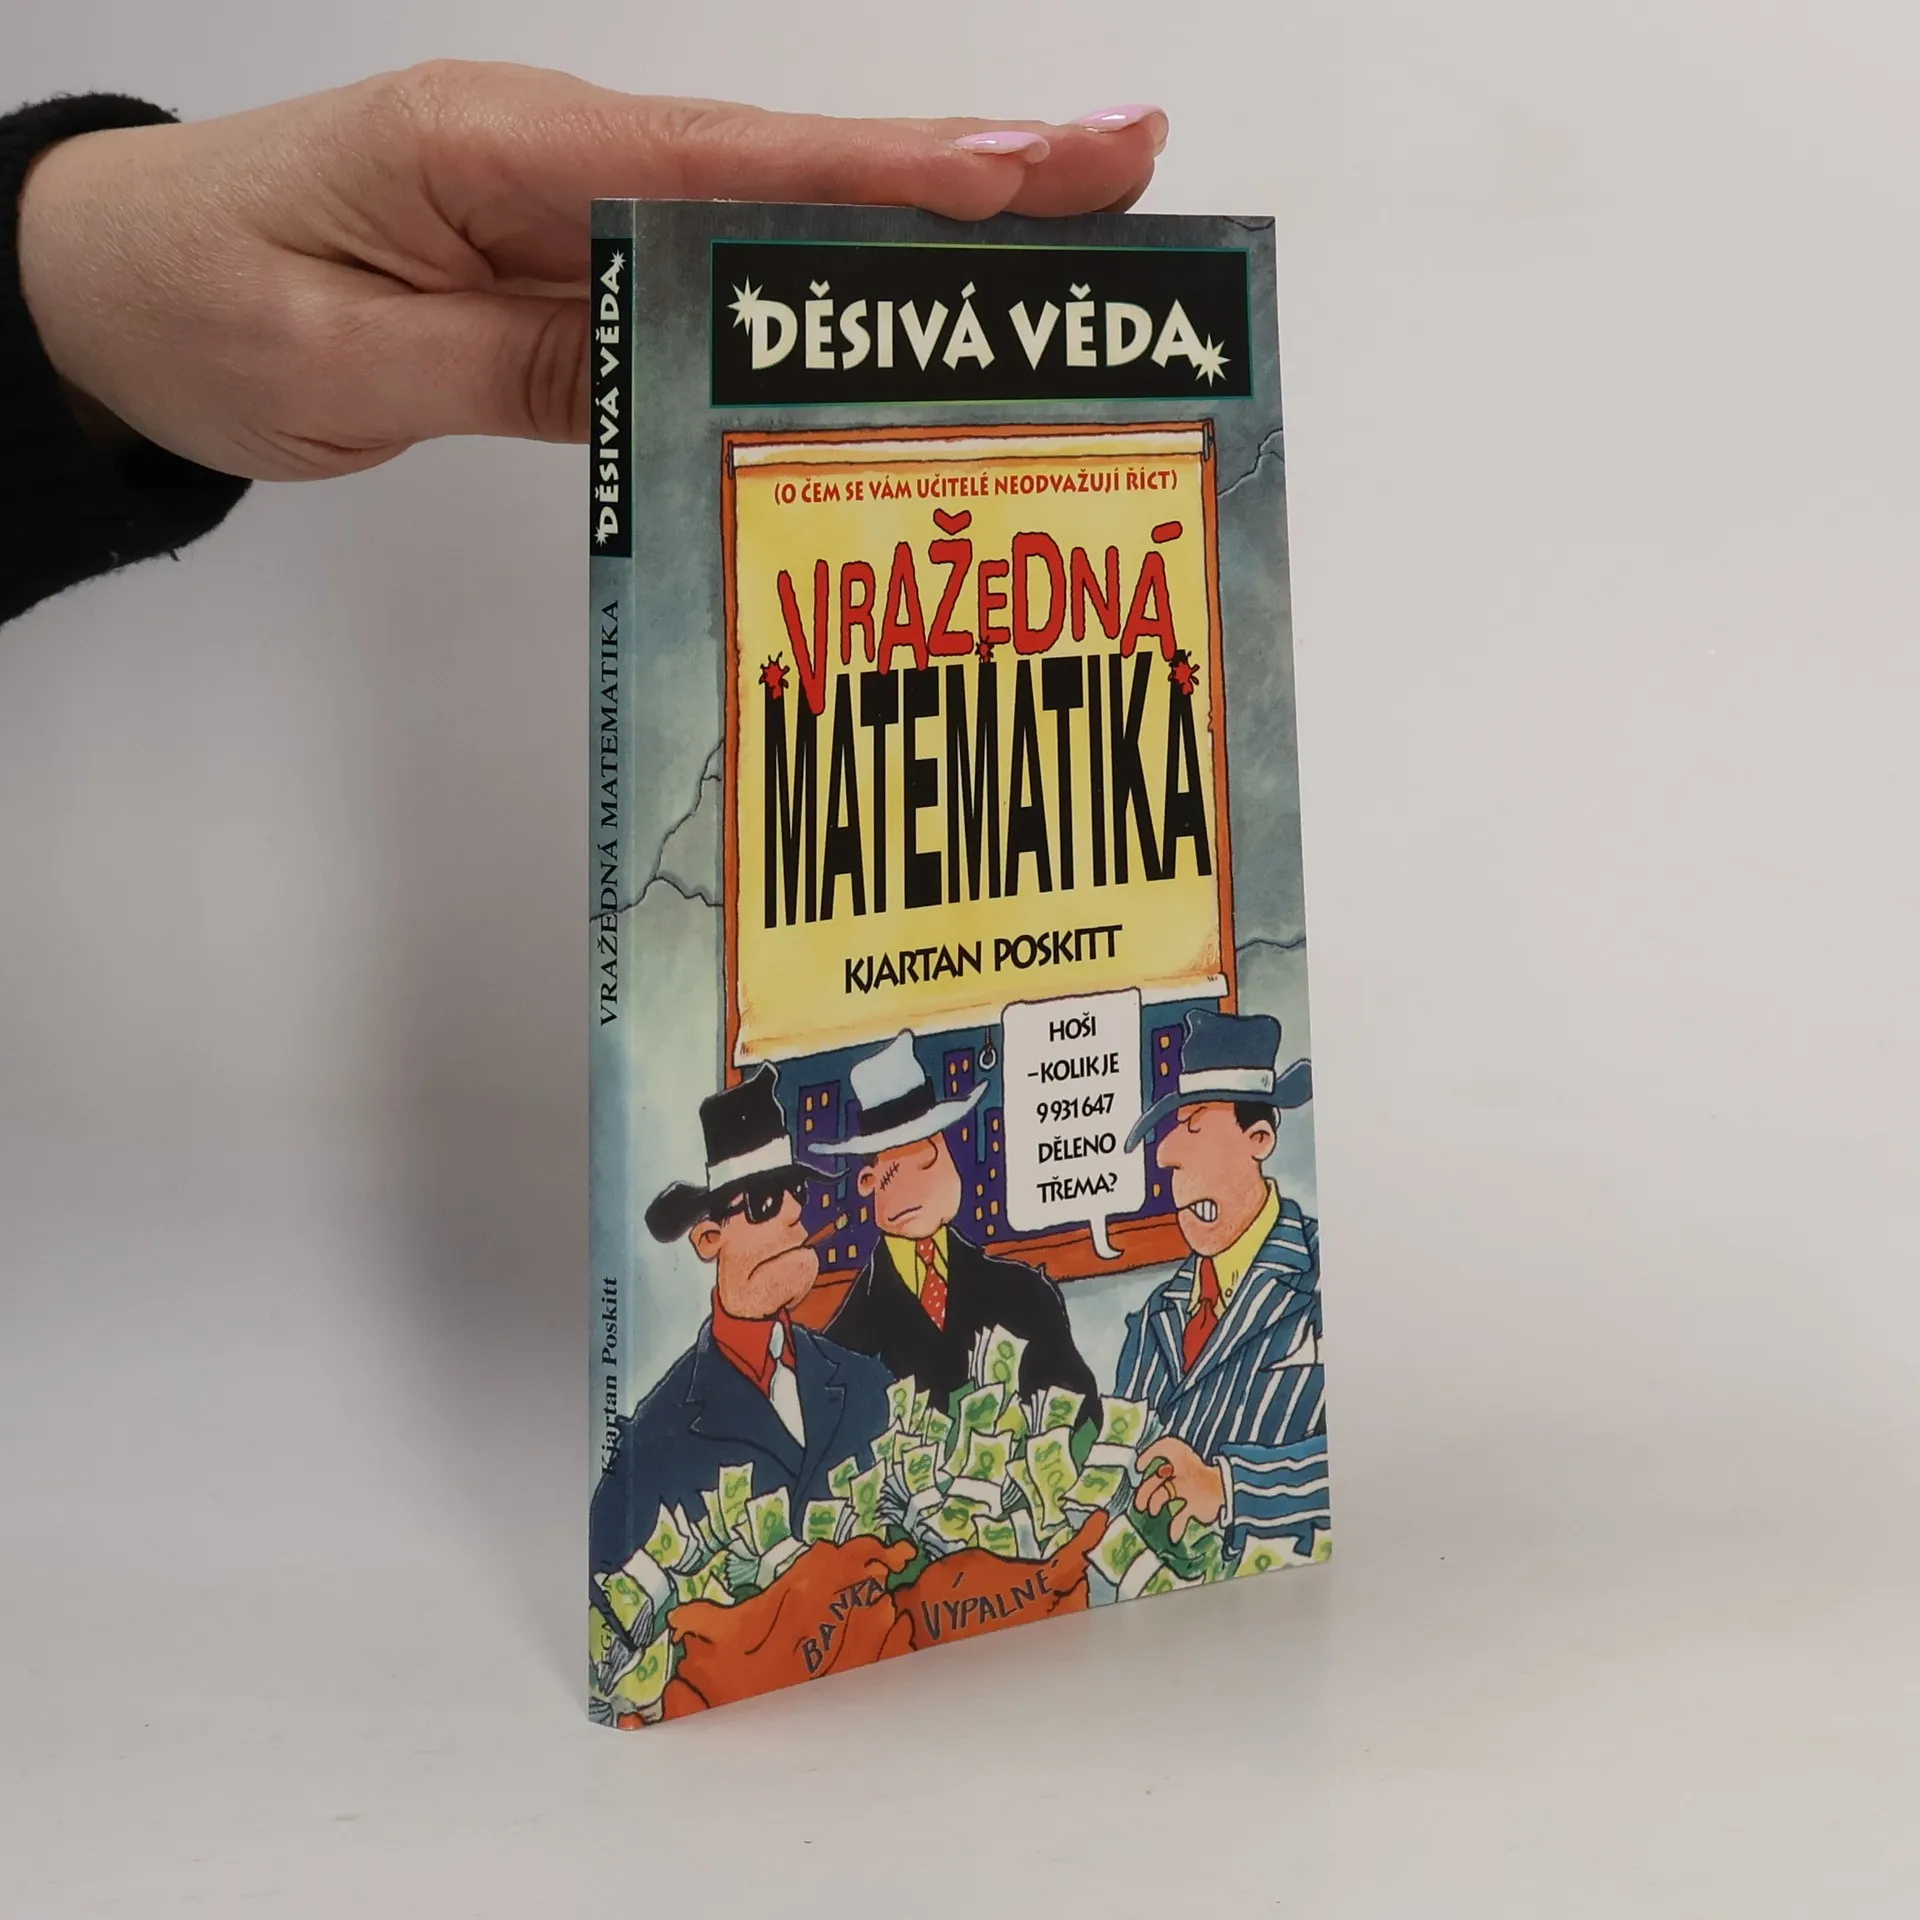 DĚSIVÁ VĚDA
(O ČEM SE VÁM UČITELÉ NEODVAŽUJÍ ŘÍCT)
VRAŽEDNÁ
MATEMATIKA
KJARTAN POSKITT
HOŠI
–KOLIK JE
9 931 647
DĚLENO
TŘEMA?
BANKA
VÝPALNÉ
DĚSIVÁ VĚDA
VRAŽEDNÁ MATEMATIKA
Kjartan Poskitt